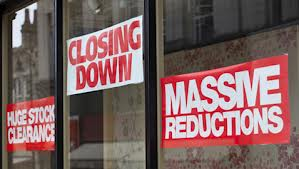 HUGE STOCK
CLEARANCE
CLOSING
DOWN
MASSIVE
REDUCTIONS